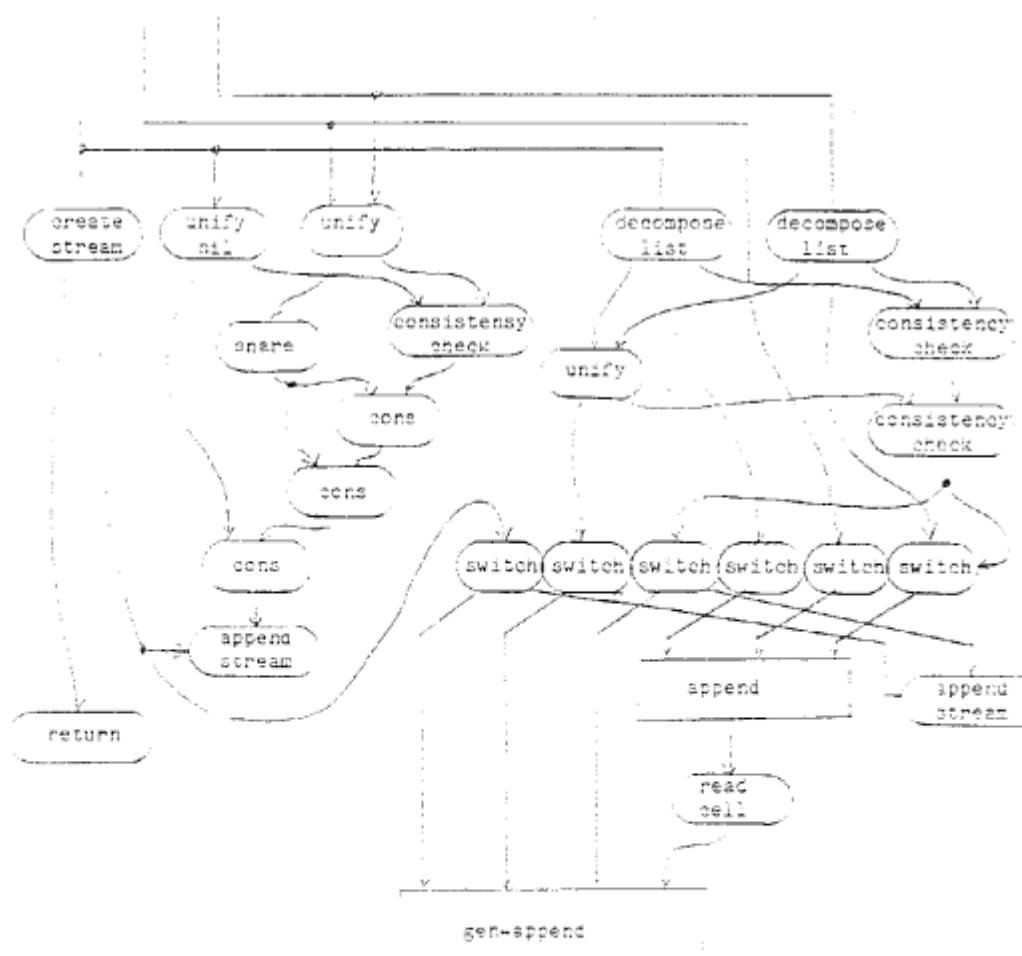 create
stream
unify
nil
unify
decompose
list
decompose
list
share
consistensy
check
consistency
check
unify
cons
consistency
check
cons
cons
switch
switch
switch
switch
switch
switch
append
stream
append
append
stream
return
read
cell
gen-append